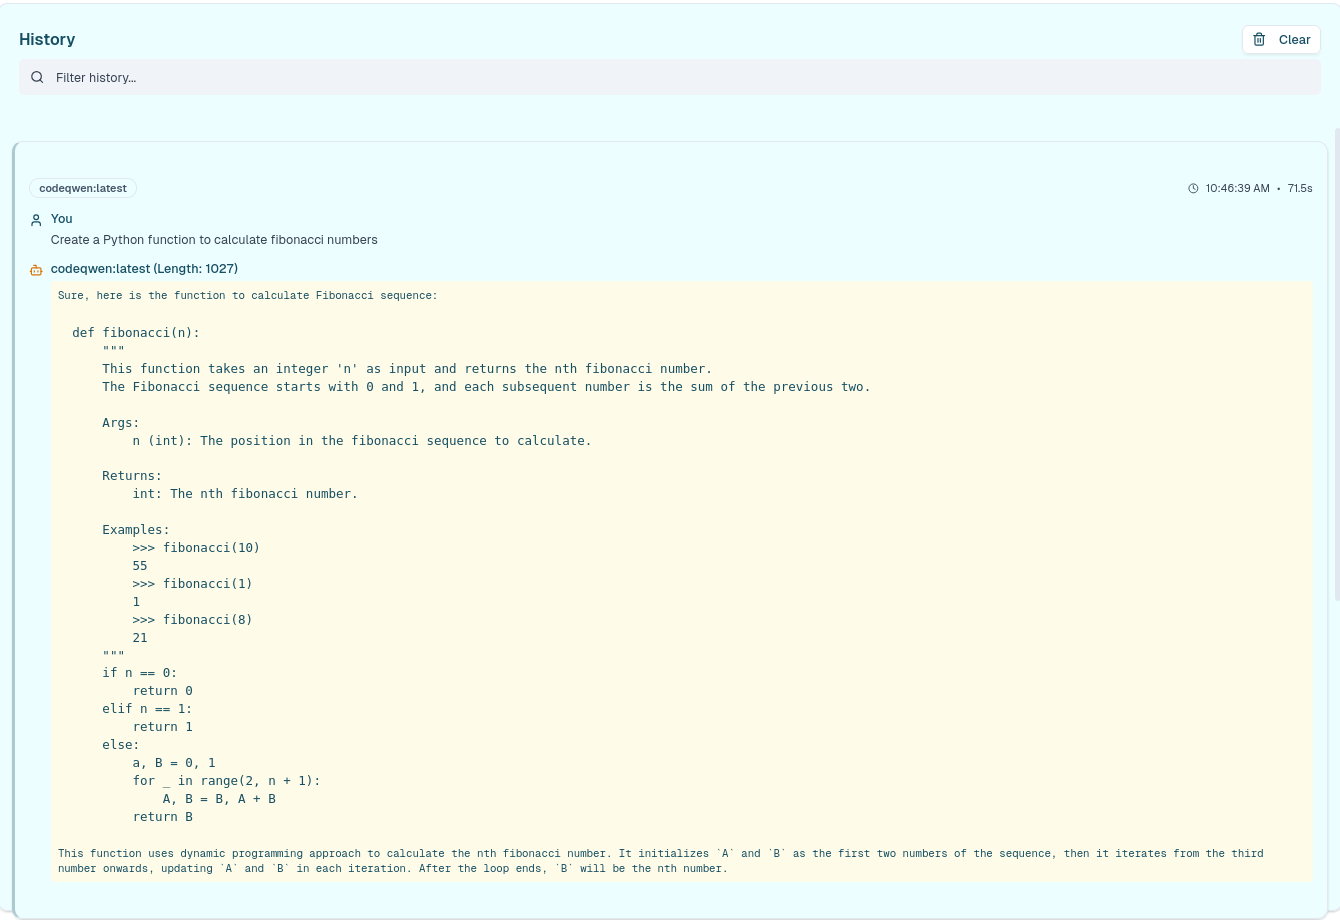 History
Clear
Filter history...
codeqwen:latest
10:46:39 AM • 71.5s
You
Create a Python function to calculate fibonacci numbers
codeqwen:latest (Length: 1027)
Sure, here is the function to calculate Fibonacci sequence:
def fibonacci(n):
    """
    This function takes an integer 'n' as input and returns the nth fibonacci number.
    The Fibonacci sequence starts with 0 and 1, and each subsequent number is the sum of the previous two.
    Args:
        n (int): The position in the fibonacci sequence to calculate.
    Returns:
        int: The nth fibonacci number.
    Examples:
        >>> fibonacci(10)
        55
        >>> fibonacci(1)
        1
        >>> fibonacci(8)
        21
    """
    if n == 0:
        return 0
    elif n == 1:
        return 1
    else:
        a, B = 0, 1
        for _ in range(2, n + 1):
            A, B = B, A + B
        return B
This function uses dynamic programming approach to calculate the nth fibonacci number. It initializes `A` and `B` as the first two numbers of the sequence, then it iterates from the third
number onwards, updating `A` and `B` in each iteration. After the loop ends, `B` will be the nth number.